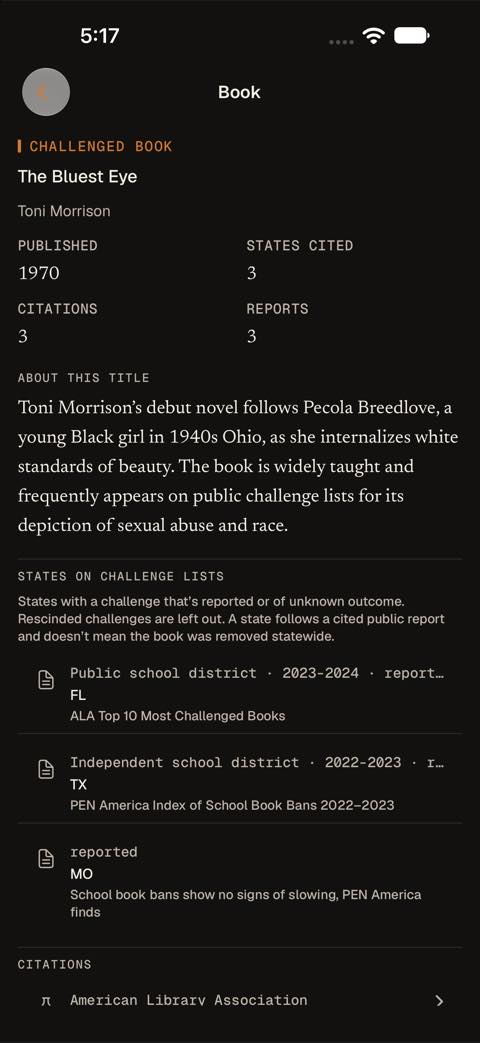 5:17
Book
CHALLENGED BOOK
The Bluest Eye
Toni Morrison
PUBLISHED
STATES CITED
1970
3
CITATIONS
REPORTS
3
3
ABOUT THIS TITLE
Toni Morrison’s debut novel follows Pecola Breedlove, a
young Black girl in 1940s Ohio, as she internalizes white
standards of beauty. The book is widely taught and
frequently appears on public challenge lists for its
depiction of sexual abuse and race.
STATES ON CHALLENGE LISTS
States with a challenge that’s reported or of unknown outcome.
Rescinded challenges are left out. A state follows a cited public report
and doesn’t mean the book was removed statewide.
Public school district · 2023-2024 · report…
FL
ALA Top 10 Most Challenged Books
Independent school district · 2022-2023 · r…
TX
PEN America Index of School Book Bans 2022–2023
reported
MO
School book bans show no signs of slowing, PEN America
finds
CITATIONS
π American Library Association